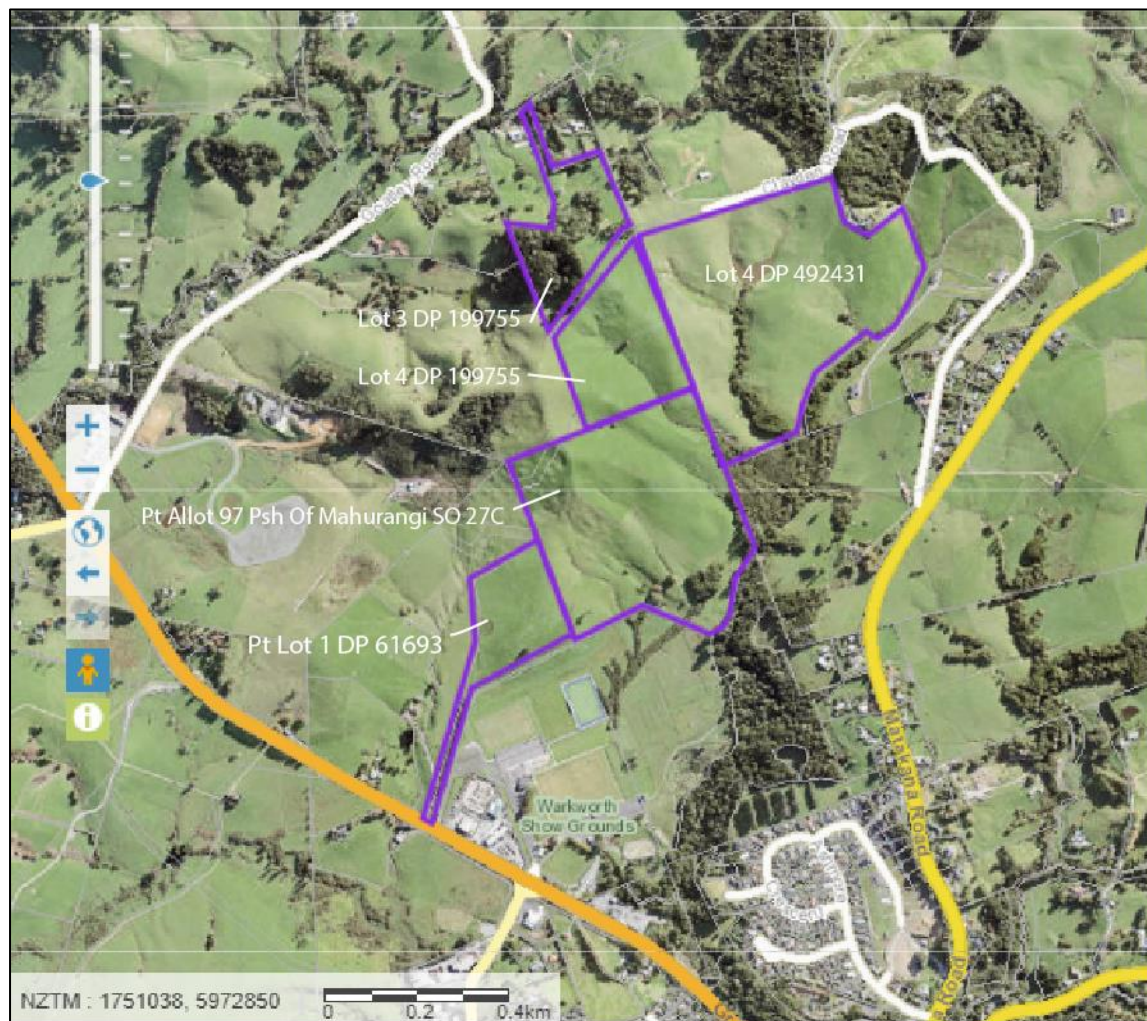 Lot 4 DP 492431
Lot 3 DP 199755
Lot 4 DP 199755
Pt Allot 97 Psh Of Mahurangi SO 27C
Pt Lot 1 DP 61693
Matakana Road
Warkworth
Show Grounds
Crescent
NZTM : 1751038, 5972850
0 0.2 0.4km